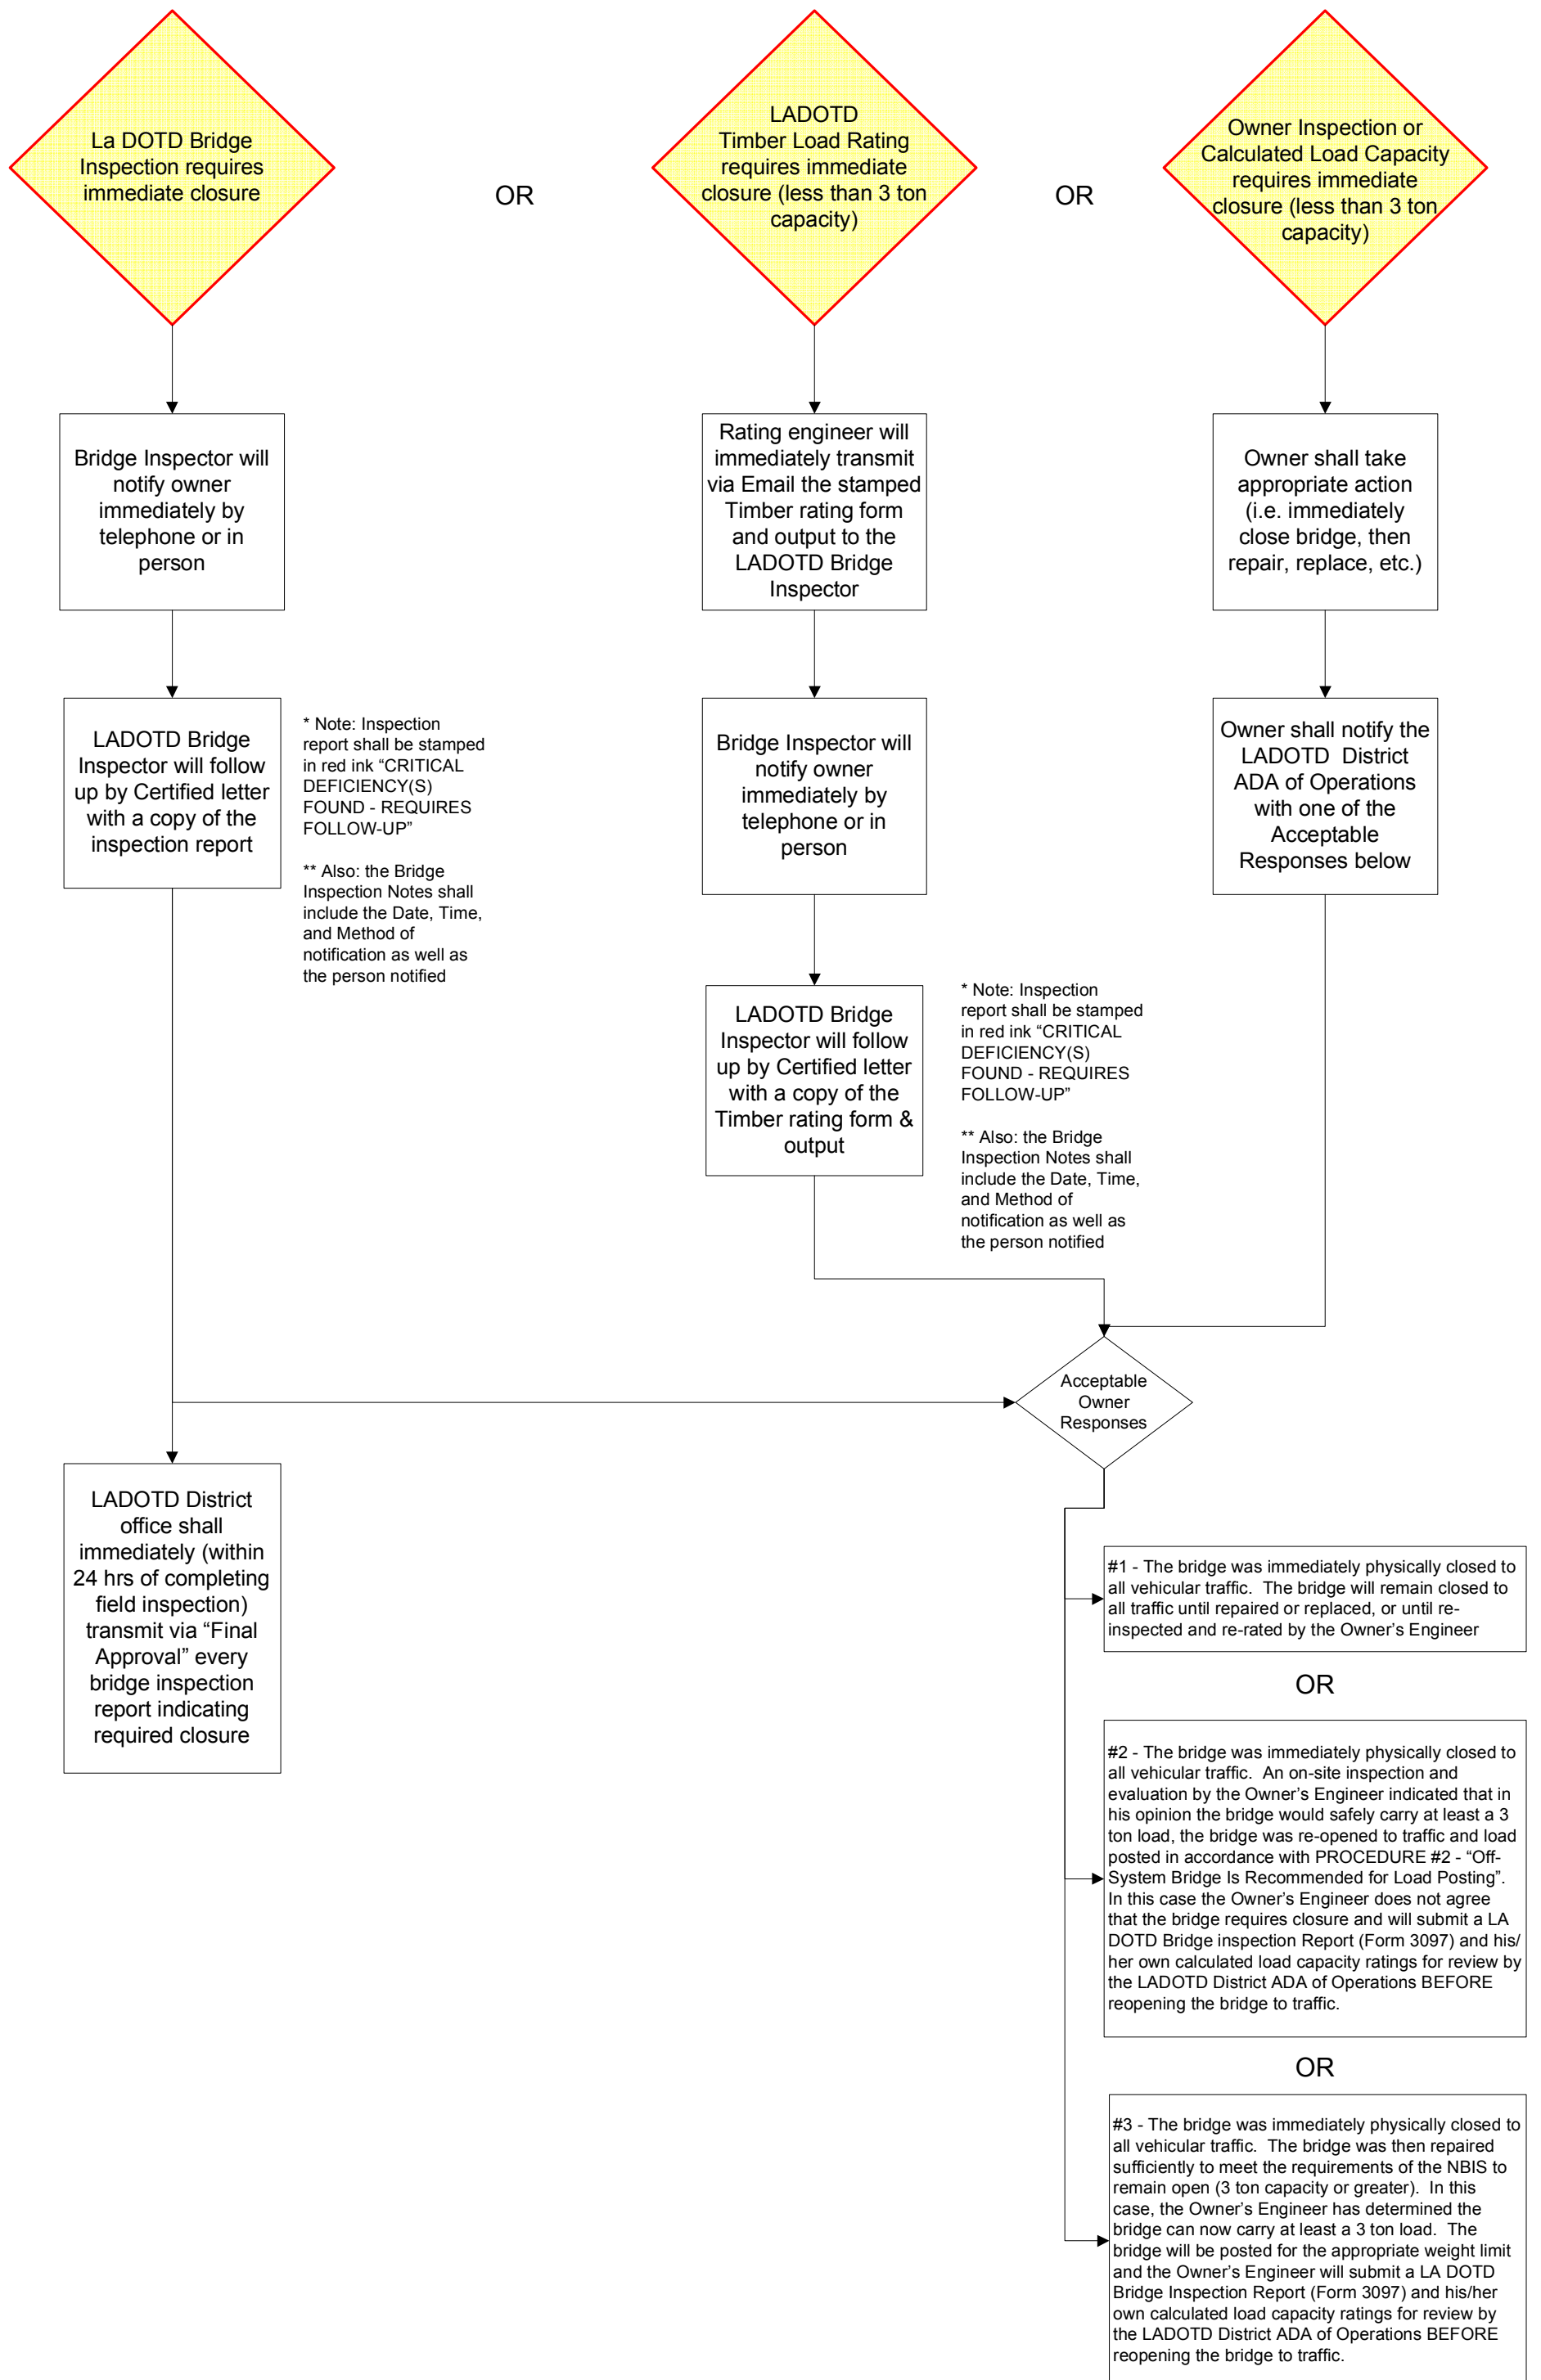 La DOTD Bridge
Inspection requires
immediate closure
OR
LADOTD
Timber Load Rating
requires immediate
closure (less than 3 ton
capacity)
OR
Owner Inspection or
Calculated Load Capacity
requires immediate
closure (less than 3 ton
capacity)
Bridge Inspector will
notify owner
immediately by
telephone or in
person
Rating engineer will
immediately transmit
via Email the stamped
Timber rating form
and output to the
LADOTD Bridge
Inspector
Owner shall take
appropriate action
(i.e. immediately
close bridge, then
repair, replace, etc.)
LADOTD Bridge
Inspector will follow
up by Certified letter
with a copy of the
inspection report
* Note: Inspection
report shall be stamped
in red ink “CRITICAL
DEFICIENCY(S)
FOUND - REQUIRES
FOLLOW-UP”
** Also: the Bridge
Inspection Notes shall
include the Date, Time,
and Method of
notification as well as
the person notified
Bridge Inspector will
notify owner
immediately by
telephone or in
person
Owner shall notify the
LADOTD District
ADA of Operations
with one of the
Acceptable
Responses below
LADOTD Bridge
Inspector will follow
up by Certified letter
with a copy of the
Timber rating form &
output
* Note: Inspection
report shall be stamped
in red ink “CRITICAL
DEFICIENCY(S)
FOUND - REQUIRES
FOLLOW-UP”
** Also: the Bridge
Inspection Notes shall
include the Date, Time,
and Method of
notification as well as
the person notified
Acceptable
Owner
Responses
LADOTD District
office shall
immediately (within
24 hrs of completing
field inspection)
transmit via “Final
Approval” every
bridge inspection
report indicating
required closure
#1 - The bridge was immediately physically closed to
all vehicular traffic. The bridge will remain closed to
all traffic until repaired or replaced, or until re-
inspected and re-rated by the Owner’s Engineer
OR
#2 - The bridge was immediately physically closed to
all vehicular traffic. An on-site inspection and
evaluation by the Owner’s Engineer indicated that in
his opinion the bridge would safely carry at least a 3
ton load, the bridge was re-opened to traffic and load
posted in accordance with PROCEDURE #2 - “Off-
System Bridge Is Recommended for Load Posting”.
In this case the Owner’s Engineer does not agree
that the bridge requires closure and will submit a LA
DOTD Bridge inspection Report (Form 3097) and his/
her own calculated load capacity ratings for review by
the LADOTD District ADA of Operations BEFORE
reopening the bridge to traffic.
OR
#3 - The bridge was immediately physically closed to
all vehicular traffic. The bridge was then repaired
sufficiently to meet the requirements of the NBIS to
remain open (3 ton capacity or greater). In this
case, the Owner’s Engineer has determined the
bridge can now carry at least a 3 ton load. The
bridge will be posted for the appropriate weight limit
and the Owner’s Engineer will submit a LA DOTD
Bridge Inspection Report (Form 3097) and his/her
own calculated load capacity ratings for review by
the LADOTD District ADA of Operations BEFORE
reopening the bridge to traffic.